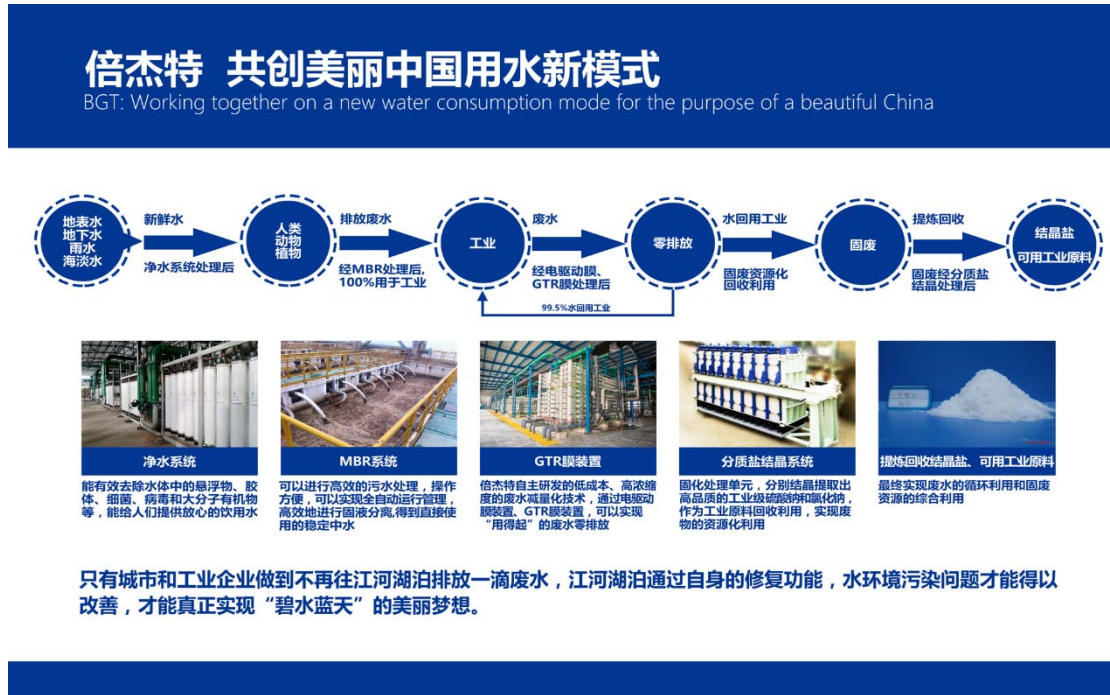 倍杰特 共创美丽中国用水新模式
BGT: Working together on a new water consumption mode for the purpose of a beautiful China
地表水
地下水
雨水
海淡水
新鲜水
净水系统处理后
人类
动物
植物
排放废水
经MBR处理后,
100%用于工业
工业
废水
经电驱动膜、
GTR膜处理后
零排放
水回用工业
固废资源化
回收利用
固废
提炼回收
固废经分质盐
结晶处理后
结晶盐
可用工业原料
99.5%水回用工业
净水系统
能有效去除水体中的悬浮物、胶
体、细菌、病毒和大分子有机物
等，能给人们提供放心的饮用水
MBR系统
可以进行高效的污水处理，操作
方便，可以实现全自动运行管理，
高效地进行固液分离,得到直接使
用的稳定中水
GTR膜装置
倍杰特自主研发的低成本、高浓缩
度的废水减量化技术，通过电驱动
膜装置、GTR膜装置，可以实现
“用得起”的废水零排放
分质盐结晶系统
固化处理单元，分别结晶提取出
高品质的工业级硫酸钠和氯化钠，
作为工业原料回收利用，实现废
物的资源化利用
提炼回收结晶盐、可用工业原料
最终实现废水的循环利用和固废
资源的综合利用
只有城市和工业企业做到不再往江河湖泊排放一滴废水，江河湖泊通过自身的修复功能，水环境污染问题才能得以
改善，才能真正实现“碧水蓝天”的美丽梦想。